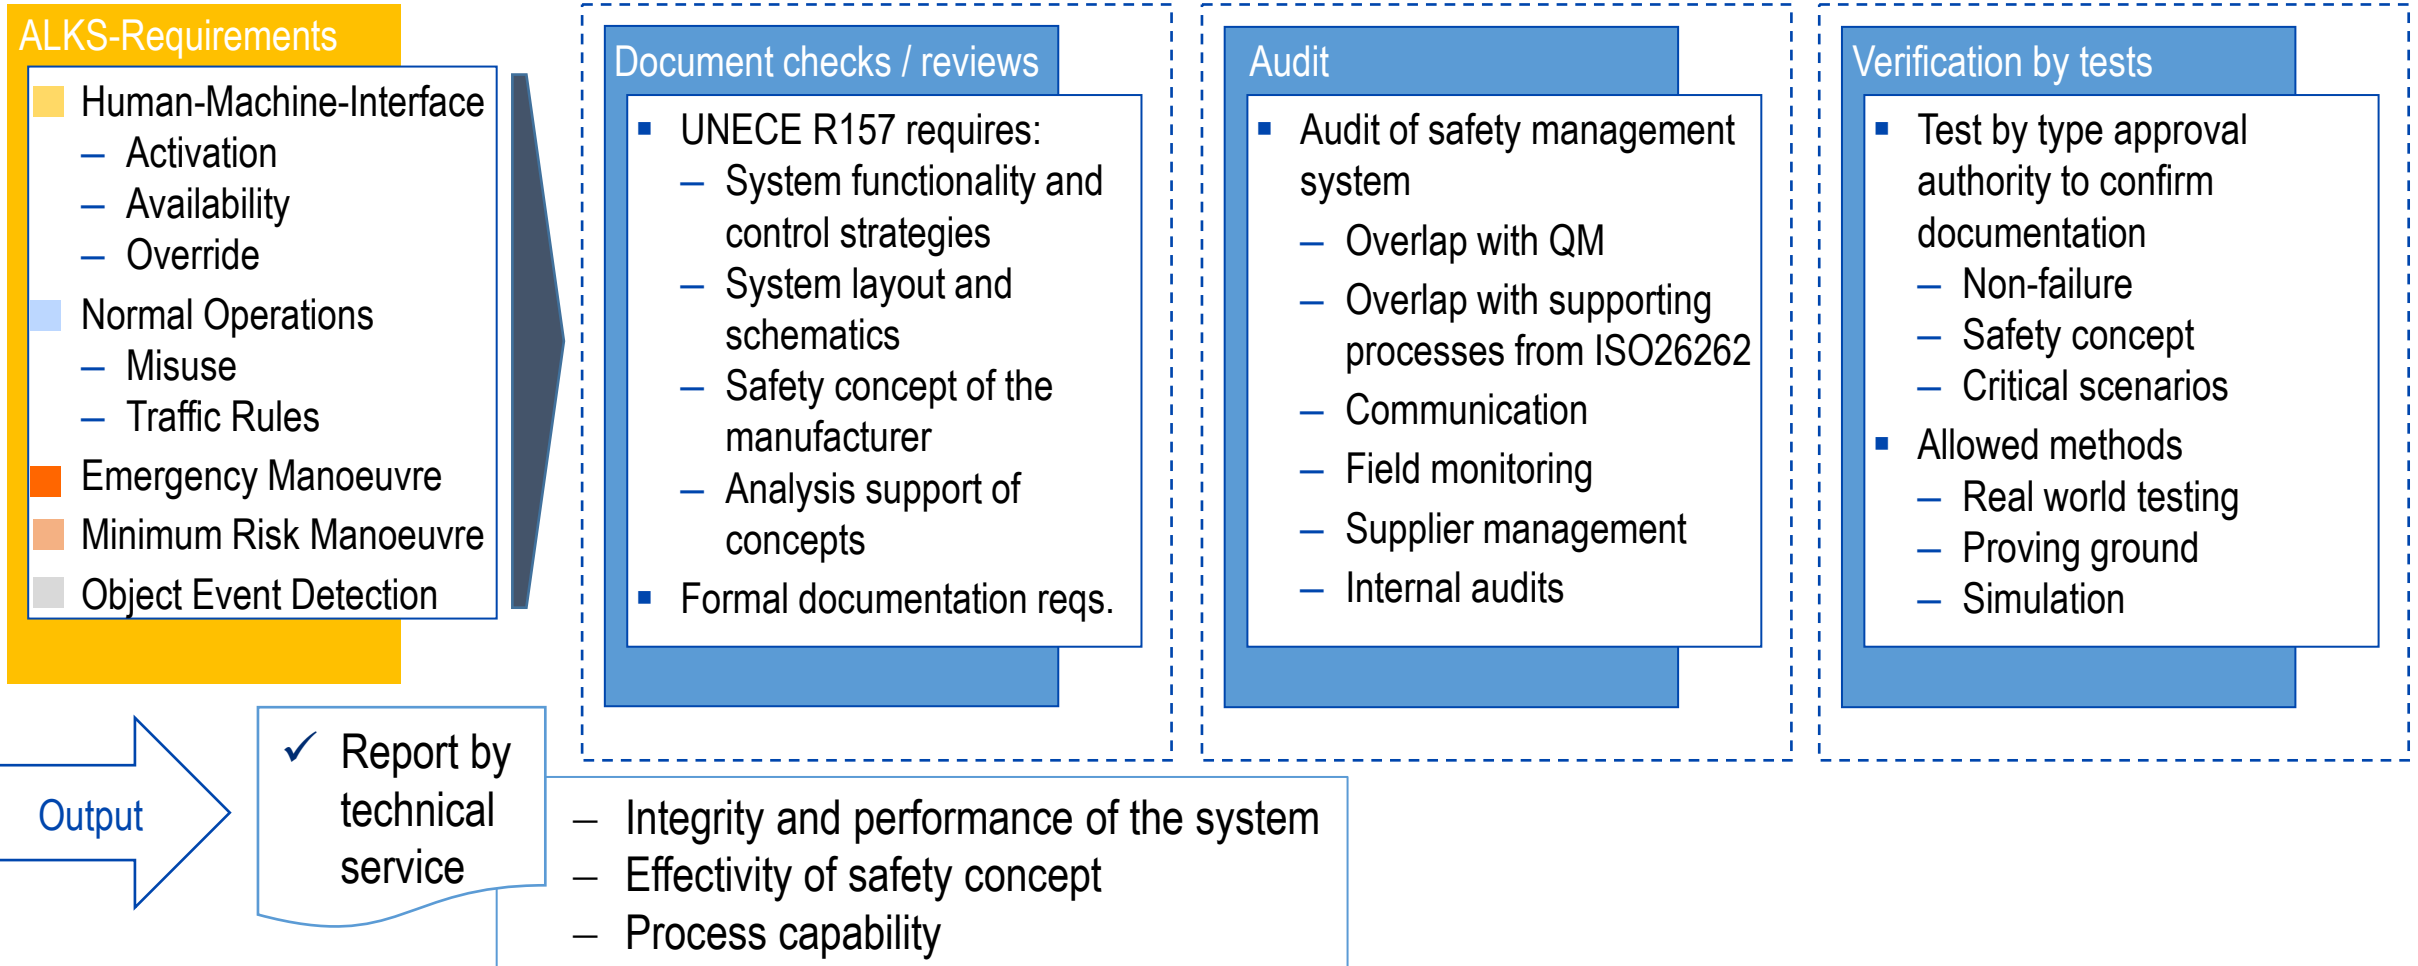 ALKS-Requirements
Human-Machine-Interface
– Activation
– Availability
– Override
Normal Operations
– Misuse
– Traffic Rules
Emergency Manoeuvre
Minimum Risk Manoeuvre
Object Event Detection
Document checks / reviews
▪ UNECE R157 requires:
– System functionality and
control strategies
– System layout and
schematics
– Safety concept of the
manufacturer
– Analysis support of
concepts
▪ Formal documentation reqs.
Audit
▪ Audit of safety management
system
– Overlap with QM
– Overlap with supporting
processes from ISO26262
– Communication
– Field monitoring
– Supplier management
– Internal audits
Verification by tests
▪ Test by type approval
authority to confirm
documentation
– Non-failure
– Safety concept
– Critical scenarios
▪ Allowed methods
– Real world testing
– Proving ground
– Simulation
Output
✓ Report by
technical
service
– Integrity and performance of the system
– Effectivity of safety concept
– Process capability